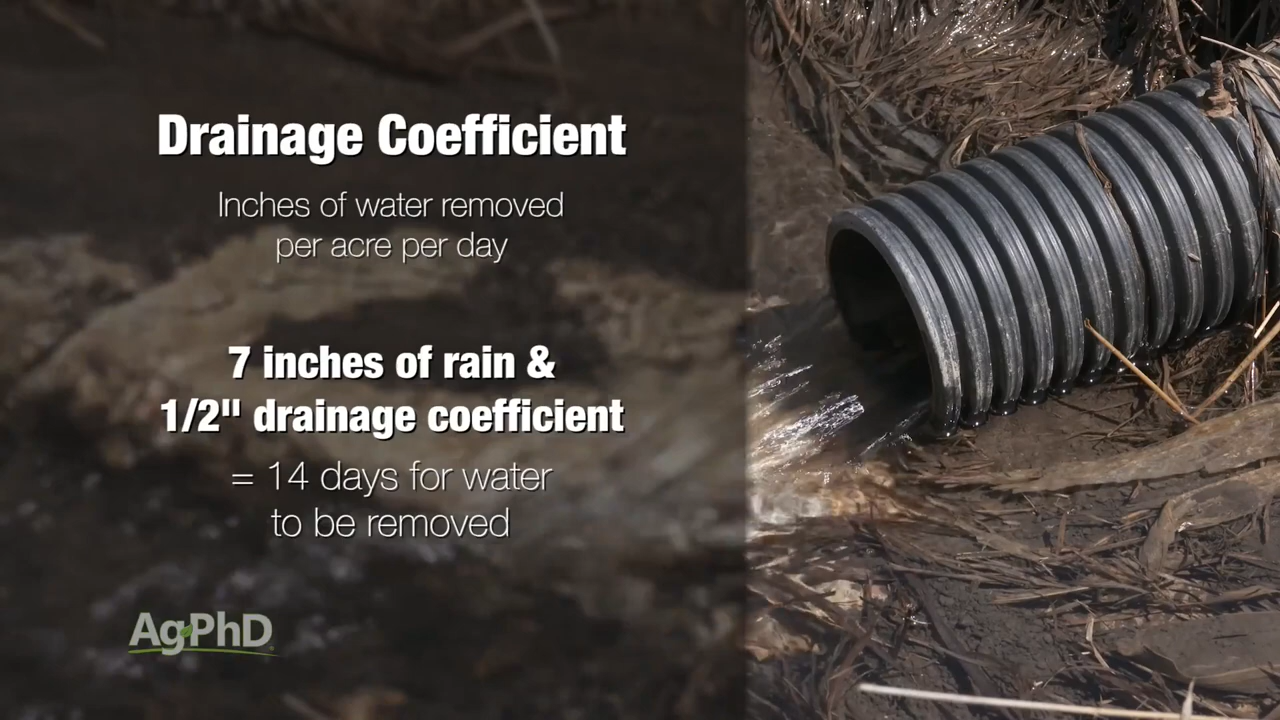 Drainage Coefficient
Inches of water removed
per acre per day
7 inches of rain &
1/2" drainage coefficient
= 14 days for water
to be removed
AgPhD